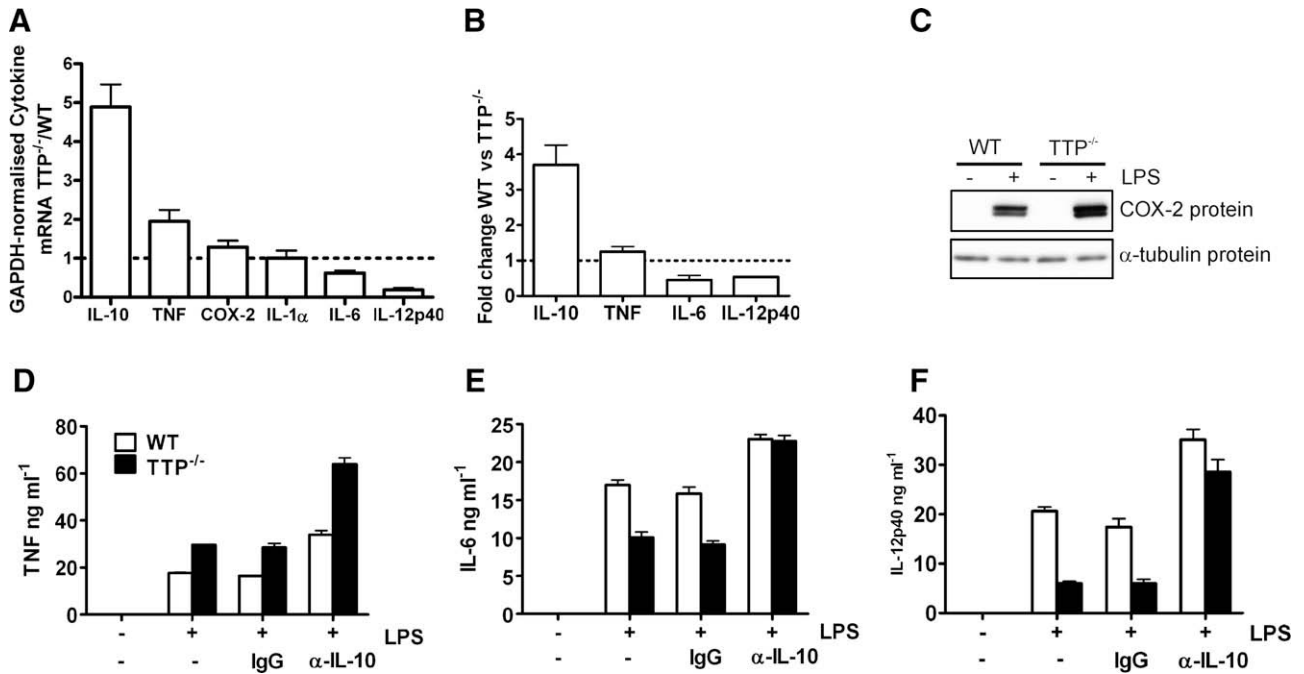 A
GAPDH-normalised Cytokine
mRNA TTP-/-/WT
6
5
4
3
2
1
0
IL-10 TNF COX-2 IL-1α IL-6 IL-12p40
B
Fold change WT vs TTP-/-
5
4
3
2
1
0
IL-10 TNF IL-6 IL-12p40
C
WT TTP-/-
- + - + LPS
COX-2 protein
α-tubulin protein
D
TNF ng ml-1
80
60
40
20
0
WT
TTP-/-
- + + + LPS
- - IgG α-IL-10
E
IL-6 ng ml-1
25
20
15
10
5
0
- + + + LPS
- - IgG α-IL-10
F
IL-12p40 ng ml-1
40
30
20
10
0
- + + + LPS
- - IgG α-IL-10